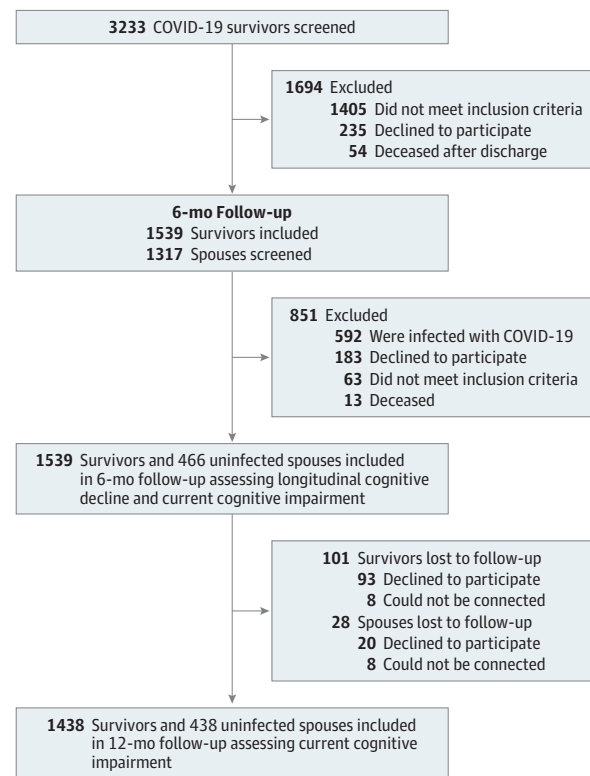 3233 COVID-19 survivors screened
1694 Excluded
1405 Did not meet inclusion criteria
235 Declined to participate
54 Deceased after discharge
6-mo Follow-up
1539 Survivors included
1317 Spouses screened
851 Excluded
592 Were infected with COVID-19
183 Declined to participate
63 Did not meet inclusion criteria
13 Deceased
1539 Survivors and 466 uninfected spouses included
in 6-mo follow-up assessing longitudinal cognitive
decline and current cognitive impairment
101 Survivors lost to follow-up
93 Declined to participate
8 Could not be connected
28 Spouses lost to follow-up
20 Declined to participate
8 Could not be connected
1438 Survivors and 438 uninfected spouses included
in 12-mo follow-up assessing current cognitive
impairment